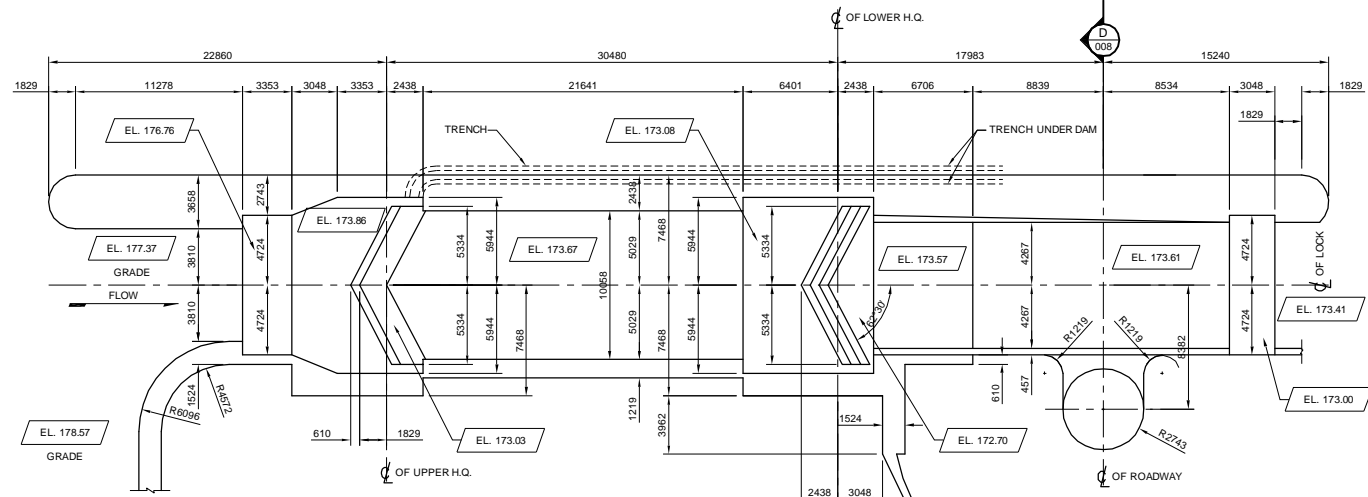 ℄ OF LOWER H.Q.
D
008
22860
30480
17983
15240
1829
11278
3353
3048
3353
2438
21641
6401
2438
6706
8839
8534
3048
1829
1829
EL. 176.76
TRENCH
EL. 173.08
TRENCH UNDER DAM
3658
2743
2438
7468
EL. 173.86
5334
5944
5029
5944
5334
EL. 177.37
GRADE
3810
4724
EL. 173.67
10058
EL. 173.57
4267
EL. 173.61
4724
℄ OF LOCK
FLOW
62°30'
EL. 173.41
3810
4724
5334
5944
7468
5029
7468
5944
5334
4267
R1219
R1219
8382
4724
1524
R4572
R6096
1219
3962
610
457
EL. 173.00
EL. 178.57
GRADE
610
1829
EL. 173.03
1524
EL. 172.70
R2743
℄ OF UPPER H.Q.
℄ OF ROADWAY
2438
3048